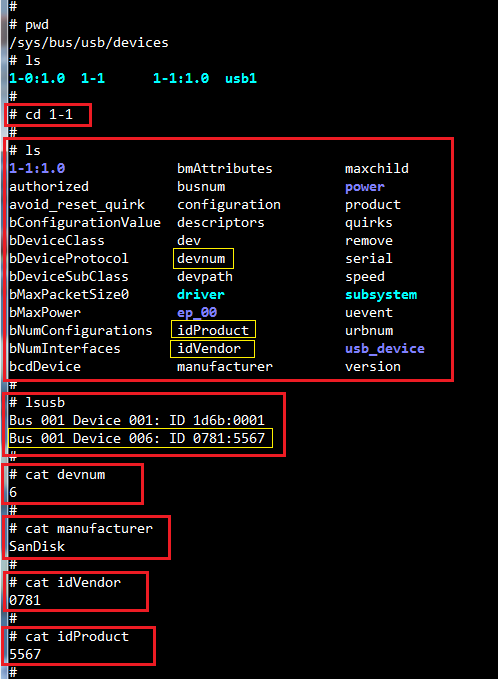 #
# pwd
/sys/bus/usb/devices
# ls
1-0:1.0  1-1      1-1:1.0  usb1
#
# cd 1-1
#
# ls
1-1:1.0            bmAttributes       maxchild
authorized         busnum             power
avoid_reset_quirk  configuration      product
bConfigurationValue  descriptors      quirks
bDeviceClass       dev                remove
bDeviceProtocol    devnum             serial
bDeviceSubClass    devpath            speed
bMaxPacketSize0    driver             subsystem
bMaxPower          ep_00              uevent
bNumConfigurations  idProduct         urbnum
bNumInterfaces     idVendor           usb_device
bcdDevice          manufacturer       version
#
# lsusb
Bus 001 Device 001: ID 1d6b:0001
Bus 001 Device 006: ID 0781:5567
#
# cat devnum
6
#
# cat manufacturer
SanDisk
#
# cat idVendor
0781
#
# cat idProduct
5567
#